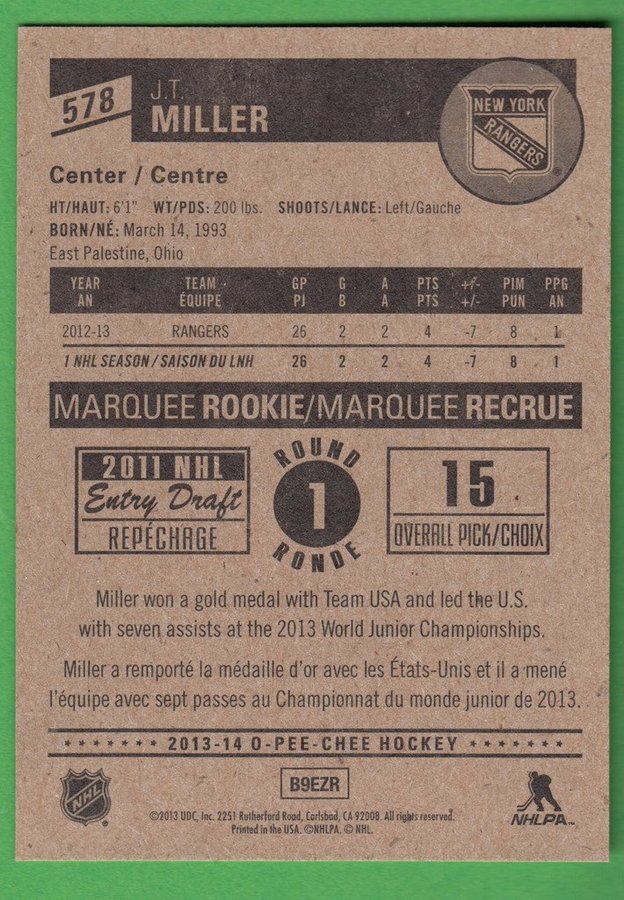 578
J.T.
MILLER
NEW YORK
RANGERS
Center / Centre
HT/HAUT: 6'1" WT/PDS: 200 lbs. SHOOTS/LANCE: Left/Gauche
BORN/NÉ: March 14, 1993
East Palestine, Ohio
YEAR TEAM GP G A PTS +/- PIM PPG
AN ÉQUIPE PJ B A PTS +/- PUN AN
2012-13 RANGERS 26 2 2 4 -7 8 1
1 NHL SEASON / SAISON DU LNH 26 2 2 4 -7 8 1
MARQUEE ROOKIE/MARQUEE RECRUE
2011 NHL
Entry Draft
REPÉCHAGE
ROUND
1
RONDE
15
OVERALL PICK/CHOIX
Miller won a gold medal with Team USA and led the U.S.
with seven assists at the 2013 World Junior Championships.
Miller a remporté la médaille d'or avec les États-Unis et il a mené
l'équipe avec sept passes au Championnat du monde junior de 2013.
2013-14 O-PEE-CHEE HOCKEY
NHL
B9EZR
NHLPA™
©2013 UDC, Inc. 2251 Rutherford Road, Carlsbad, CA 92008. All rights reserved.
Printed in the USA. ©NHLPA. © NHL.